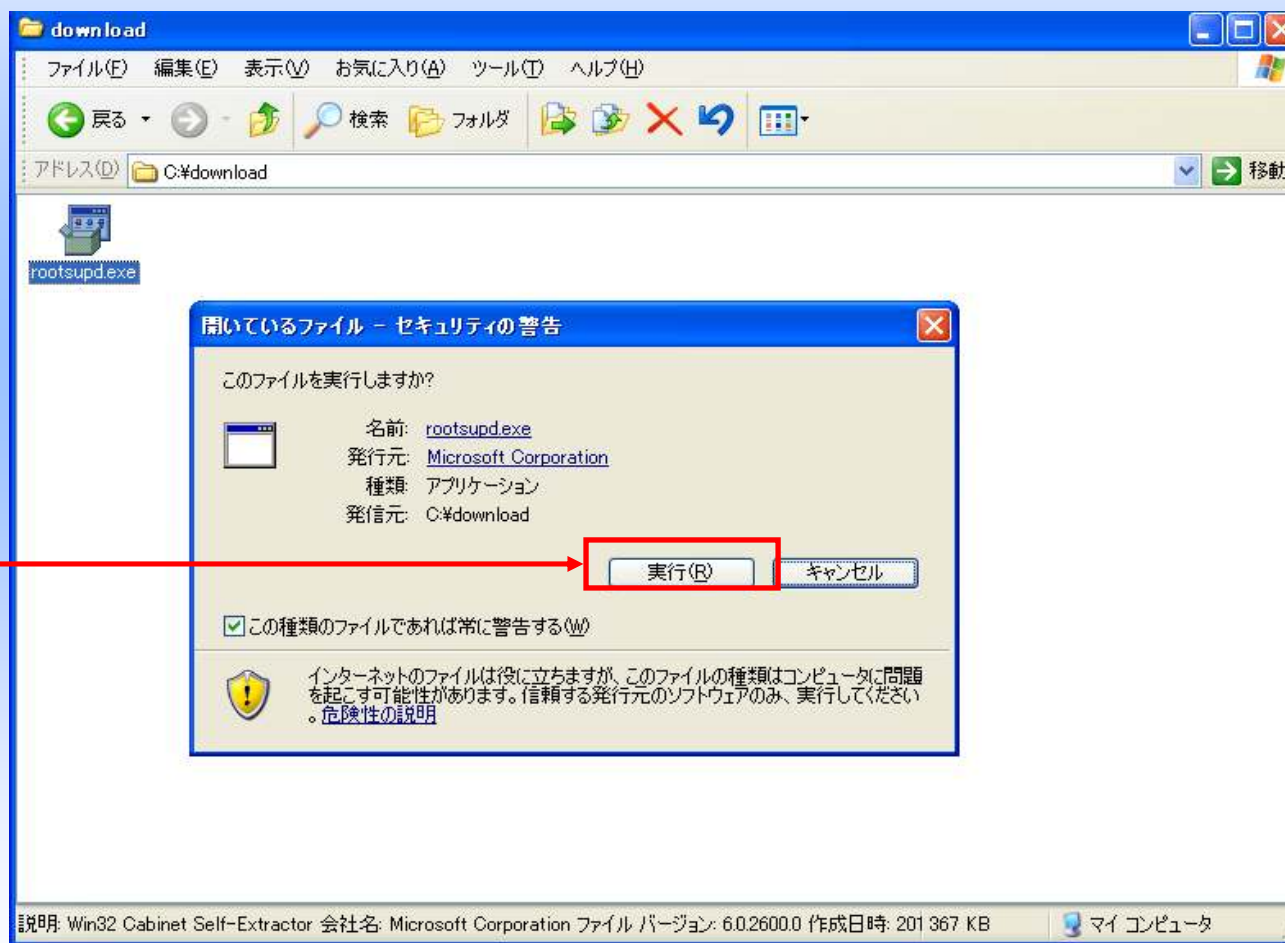 download
ファイル(F) 編集(E) 表示(V) お気に入り(A) ツール(T) ヘルプ(H)
戻る 検索 フォルダ
アドレス(D) C:¥download 移動
rootsupd.exe
開いているファイル - セキュリティの警告
このファイルを実行しますか?
名前: rootsupd.exe
発行元: Microsoft Corporation
種類: アプリケーション
発信元: C:¥download
実行(R) キャンセル
この種類のファイルであれば常に警告する(W)
インターネットのファイルは役に立ちますが、このファイルの種類はコンピュータに問題
を起こす可能性があります。信頼する発行元のソフトウェアのみ、実行してください
。危険性の説明
説明: Win32 Cabinet Self-Extractor 会社名: Microsoft Corporation ファイル バージョン: 6.0.2600.0 作成日時: 201 367 KB マイ コンピュータ